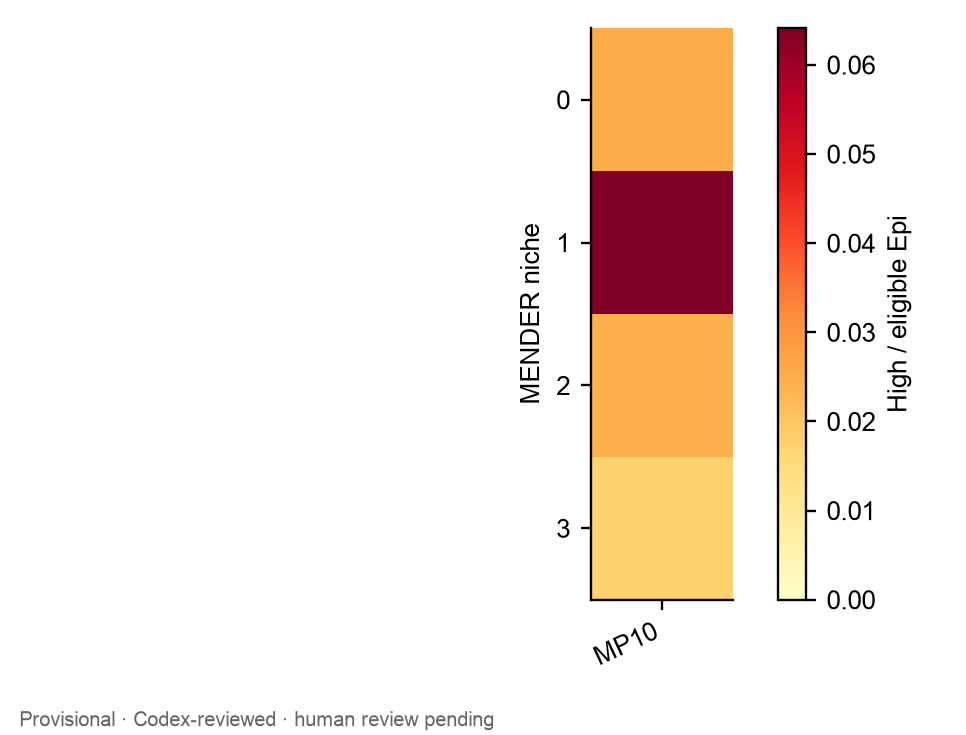 MENDER niche
0
1
2
3
MP10
0.06
0.05
0.04
0.03
0.02
0.01
0.00
High / eligible Epi
Provisional · Codex-reviewed · human review pending